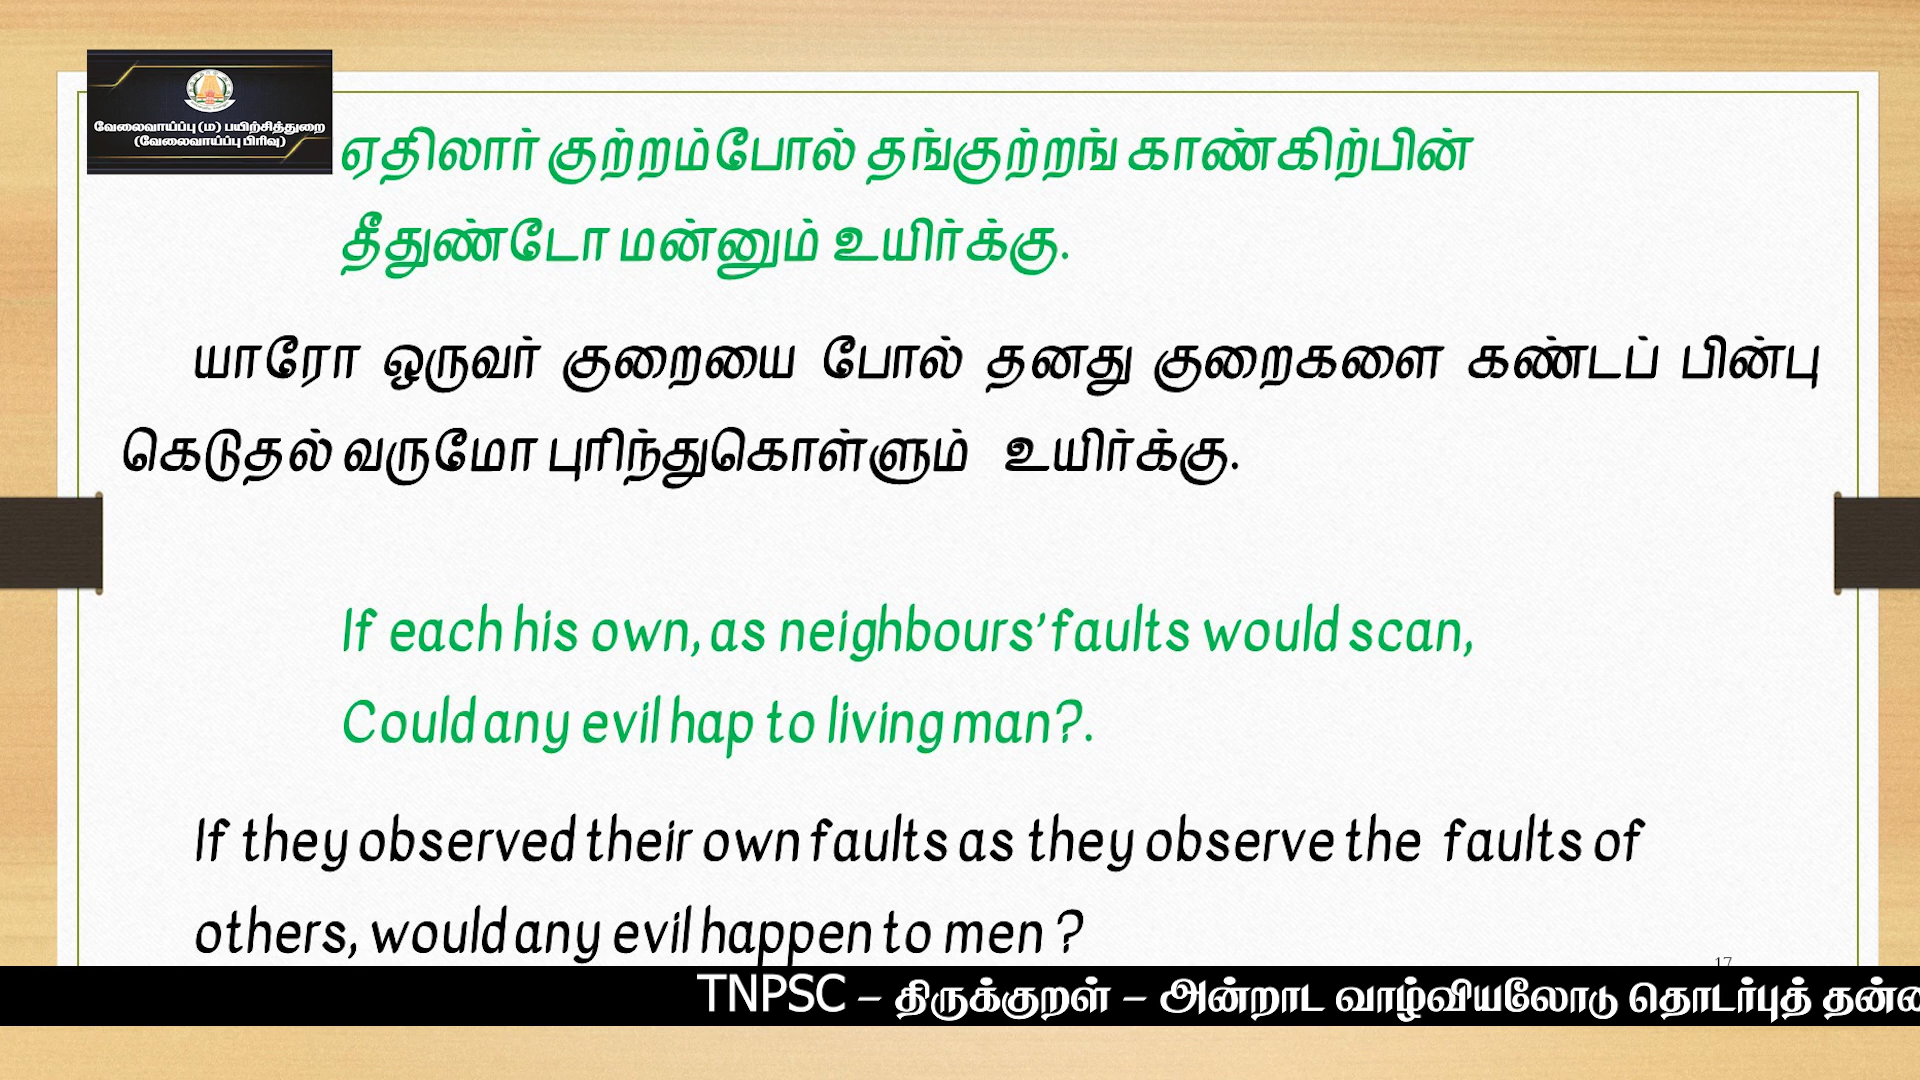 வேலைவாய்ப்பு (ம) பயிற்சித்துறை
(வேலைவாய்ப்பு பிரிவு)
ஏதிலார் குற்றம்போல் தங்குற்றங் காண்கிற்பின்
தீதுண்டோ மன்னும் உயிர்க்கு.
யாரோ ஒருவர் குறையை போல் தனது குறைகளை கண்டப் பின்பு
கெடுதல் வருமோ புரிந்துகொள்ளும் உயிர்க்கு.
If each his own, as neighbours’ faults would scan,
Could any evil hap to living man?.
If they observed their own faults as they observe the faults of
others, would any evil happen to men ?
17
TNPSC – திருக்குறள் – அன்றாட வாழ்வியலோடு தொடர்புத்